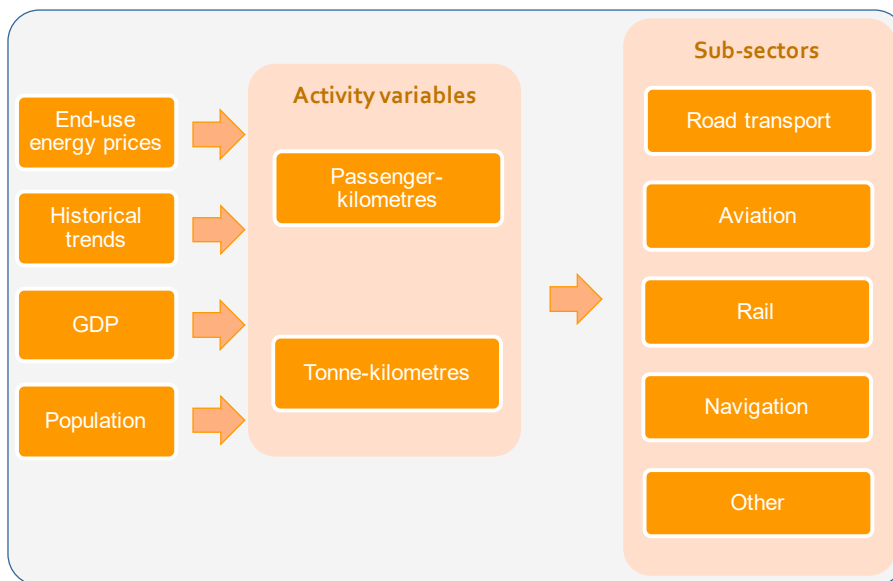 End-use
energy prices
Historical
trends
GDP
Population
Activity variables
Passenger-
kilometres
Tonne-kilometres
Sub-sectors
Road transport
Aviation
Rail
Navigation
Other